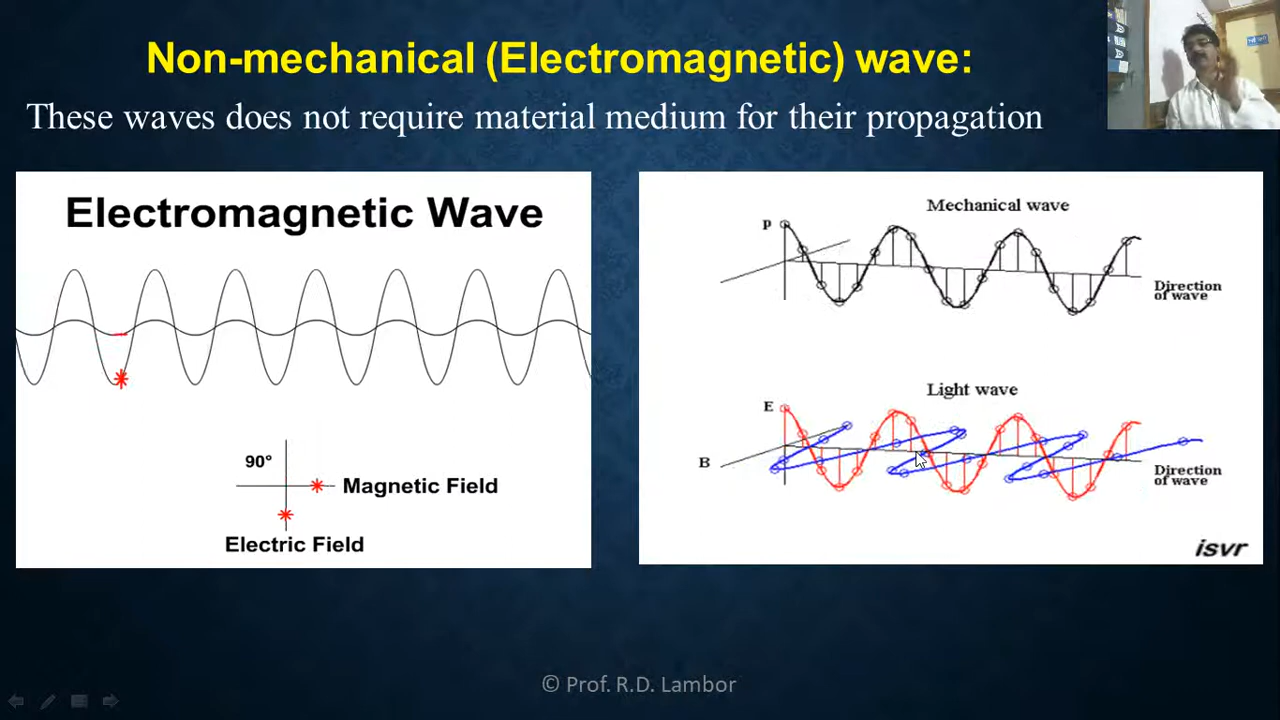 Non-mechanical (Electromagnetic) wave:
These waves does not require material medium for their propagation
Electromagnetic Wave
90°
Magnetic Field
Electric Field
Mechanical wave
P
Direction
of wave
Light wave
E
B
Direction
of wave
isvr
© Prof. R.D. Lambor